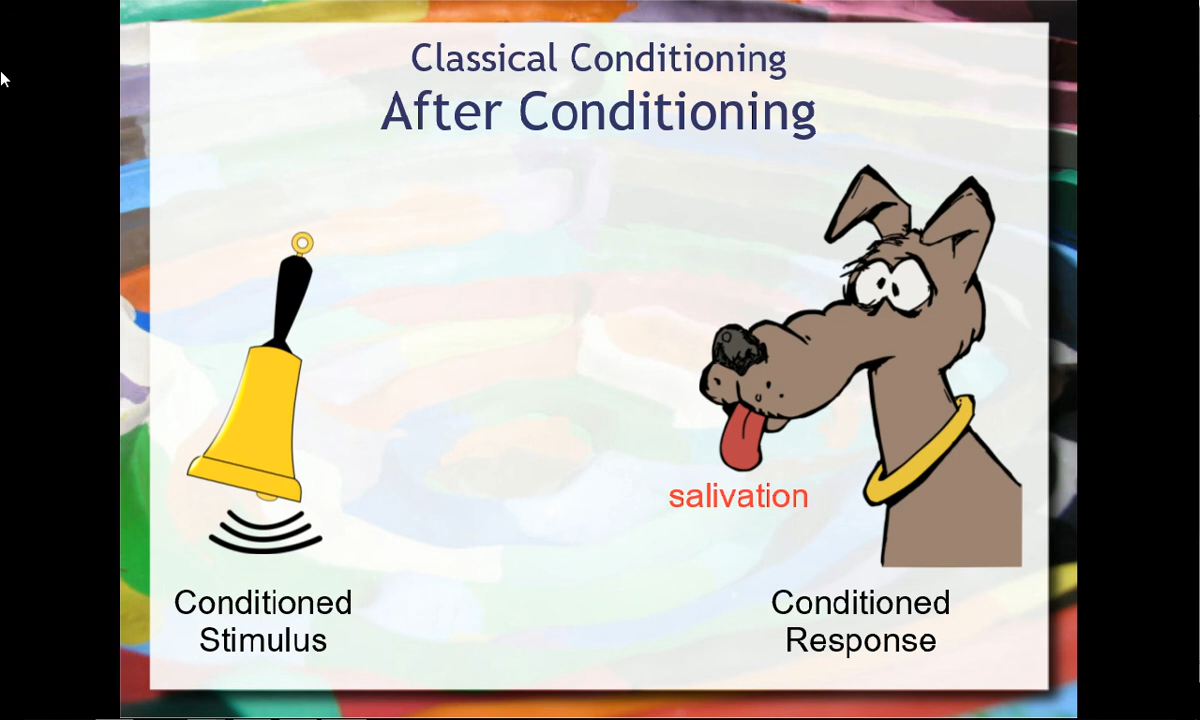 Classical Conditioning
After Conditioning
salivation
Conditioned
Stimulus
Conditioned
Response